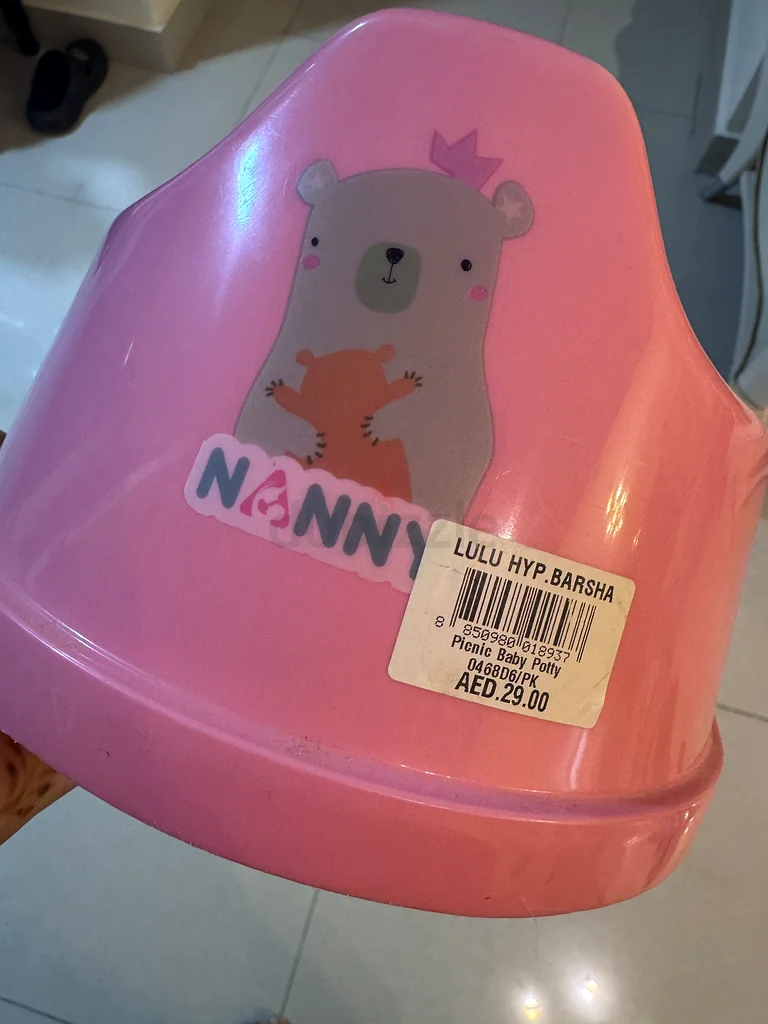 NANNY
LULU HYP.BARSHA
8 850980 018937
Picnic Baby Potty
0468D6/PK
AED.29.00